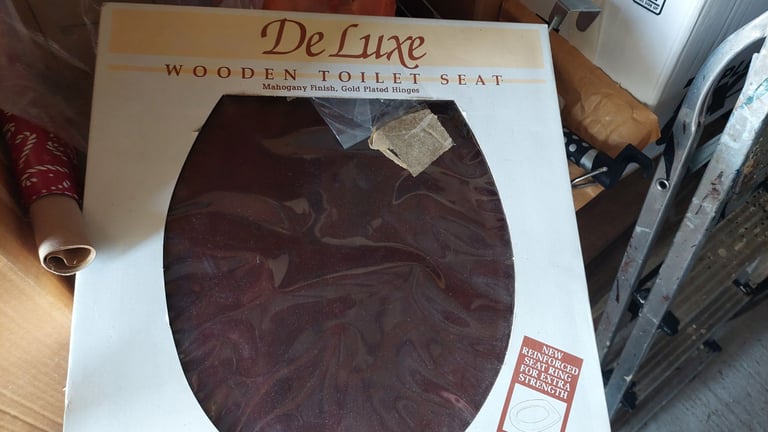 De Luxe
WOODEN TOILET SEAT
Mahogany Finish, Gold Plated Hinges
NEW
REINFORCED
SEAT RING
FOR EXTRA
STRENGTH